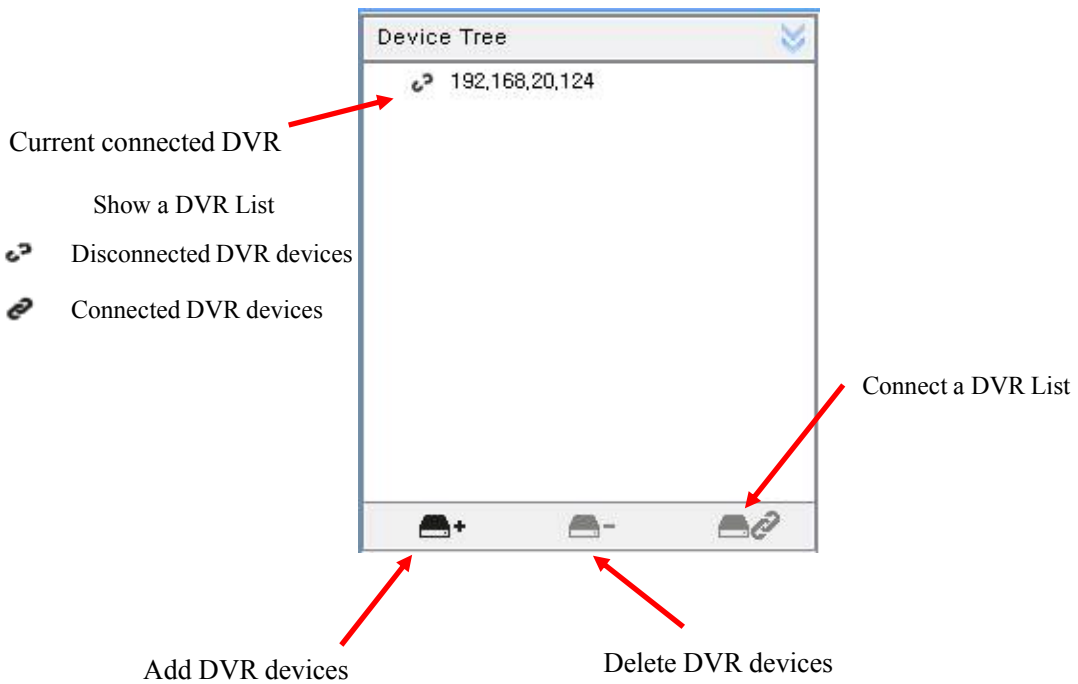 Device Tree
192,168,20,124
Current connected DVR
Show a DVR List
Disconnected DVR devices
Connected DVR devices
Connect a DVR List
Add DVR devices
Delete DVR devices